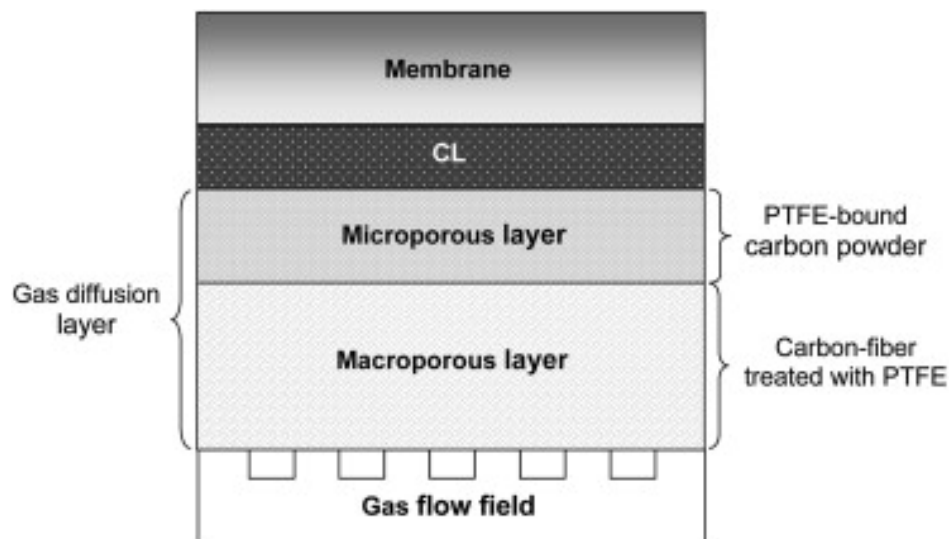 Membrane
CL
Microporous layer
PTFE-bound
carbon powder
Gas diffusion
layer
Macroporous layer
Carbon-fiber
treated with PTFE
Gas flow field